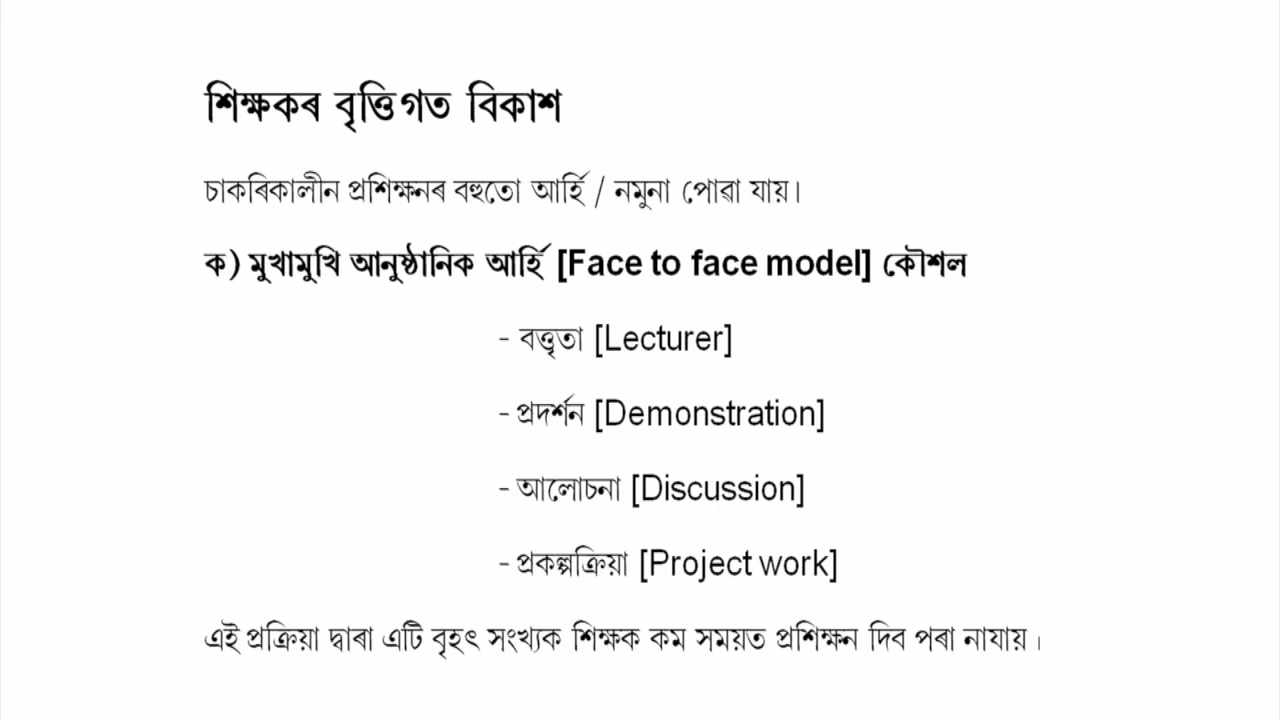 শিক্ষকৰ বৃত্তিগত বিকাশ
চাকৰিকালীন প্ৰশিক্ষনৰ বহুতো আৰ্হি / নমুনা পোৱা যায়।
ক) মুখামুখি আনুষ্ঠানিক আৰ্হি [Face to face model] কৌশল
- বত্তৃতা [Lecturer]
- প্ৰদৰ্শন [Demonstration]
- আলোচনা [Discussion]
- প্ৰকল্পক্ৰিয়া [Project work]
এই প্ৰক্ৰিয়া দ্বাৰা এটি বৃহৎ সংখ্যক শিক্ষক কম সময়ত প্ৰশিক্ষন দিব পৰা নাযায়।